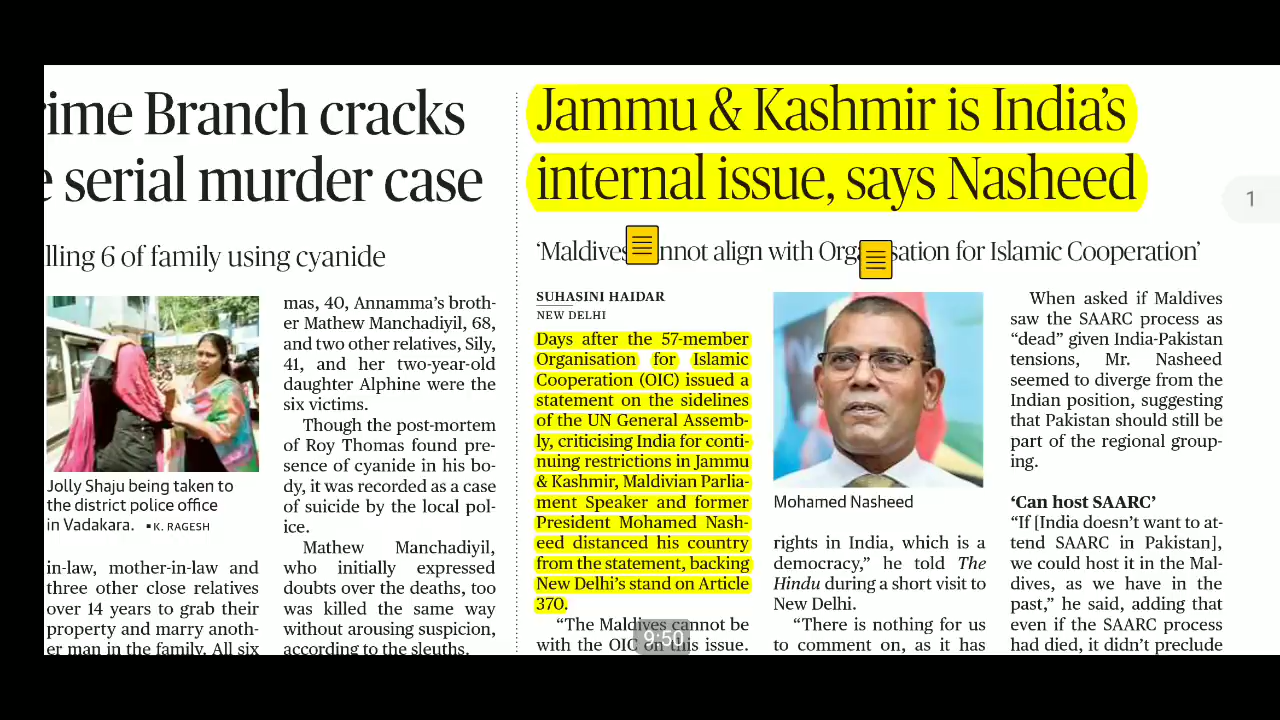 ime Branch cracks
serial murder case
lling 6 of family using cyanide
Jolly Shaju being taken to
the district police office
in Vadakara. ▪K. RAGESH
in-law, mother-in-law and
three other close relatives
over 14 years to grab their
property and marry anoth-
er man in the family. All six
mas, 40, Annamma's broth-
er Mathew Manchadiyil, 68,
and two other relatives, Sily,
41, and her two-year-old
daughter Alphine were the
six victims.
Though the post-mortem
of Roy Thomas found pre-
sence of cyanide in his bo-
dy, it was recorded as a case
of suicide by the local pol-
ice.
Mathew Manchadiyil,
who initially expressed
doubts over the deaths, too
was killed the same way
without arousing suspicion,
according to the sleuths.
Jammu & Kashmir is India's
internal issue, says Nasheed
'Maldives cannot align with Organisation for Islamic Cooperation'
SUHASINI HAIDAR
NEW DELHI
Days after the 57-member
Organisation for Islamic
Cooperation (OIC) issued a
statement on the sidelines
of the UN General Assemb-
ly, criticising India for conti-
nuing restrictions in Jammu
& Kashmir, Maldivian Parlia-
ment Speaker and former
President Mohamed Nash-
eed distanced his country
from the statement, backing
New Delhi's stand on Article
370.
"The Maldives cannot be
with the OIC on this issue.
9:50
Mohamed Nasheed
rights in India, which is a
democracy," he told The
Hindu during a short visit to
New Delhi.
"There is nothing for us
to comment on, as it has
When asked if Maldives
saw the SAARC process as
"dead" given India-Pakistan
tensions, Mr. Nasheed
seemed to diverge from the
Indian position, suggesting
that Pakistan should still be
part of the regional group-
ing.
'Can host SAARC'
"If [India doesn't want to at-
tend SAARC in Pakistan],
we could host it in the Mal-
dives, as we have in the
past," he said, adding that
even if the SAARC process
had died, it didn't preclude
1